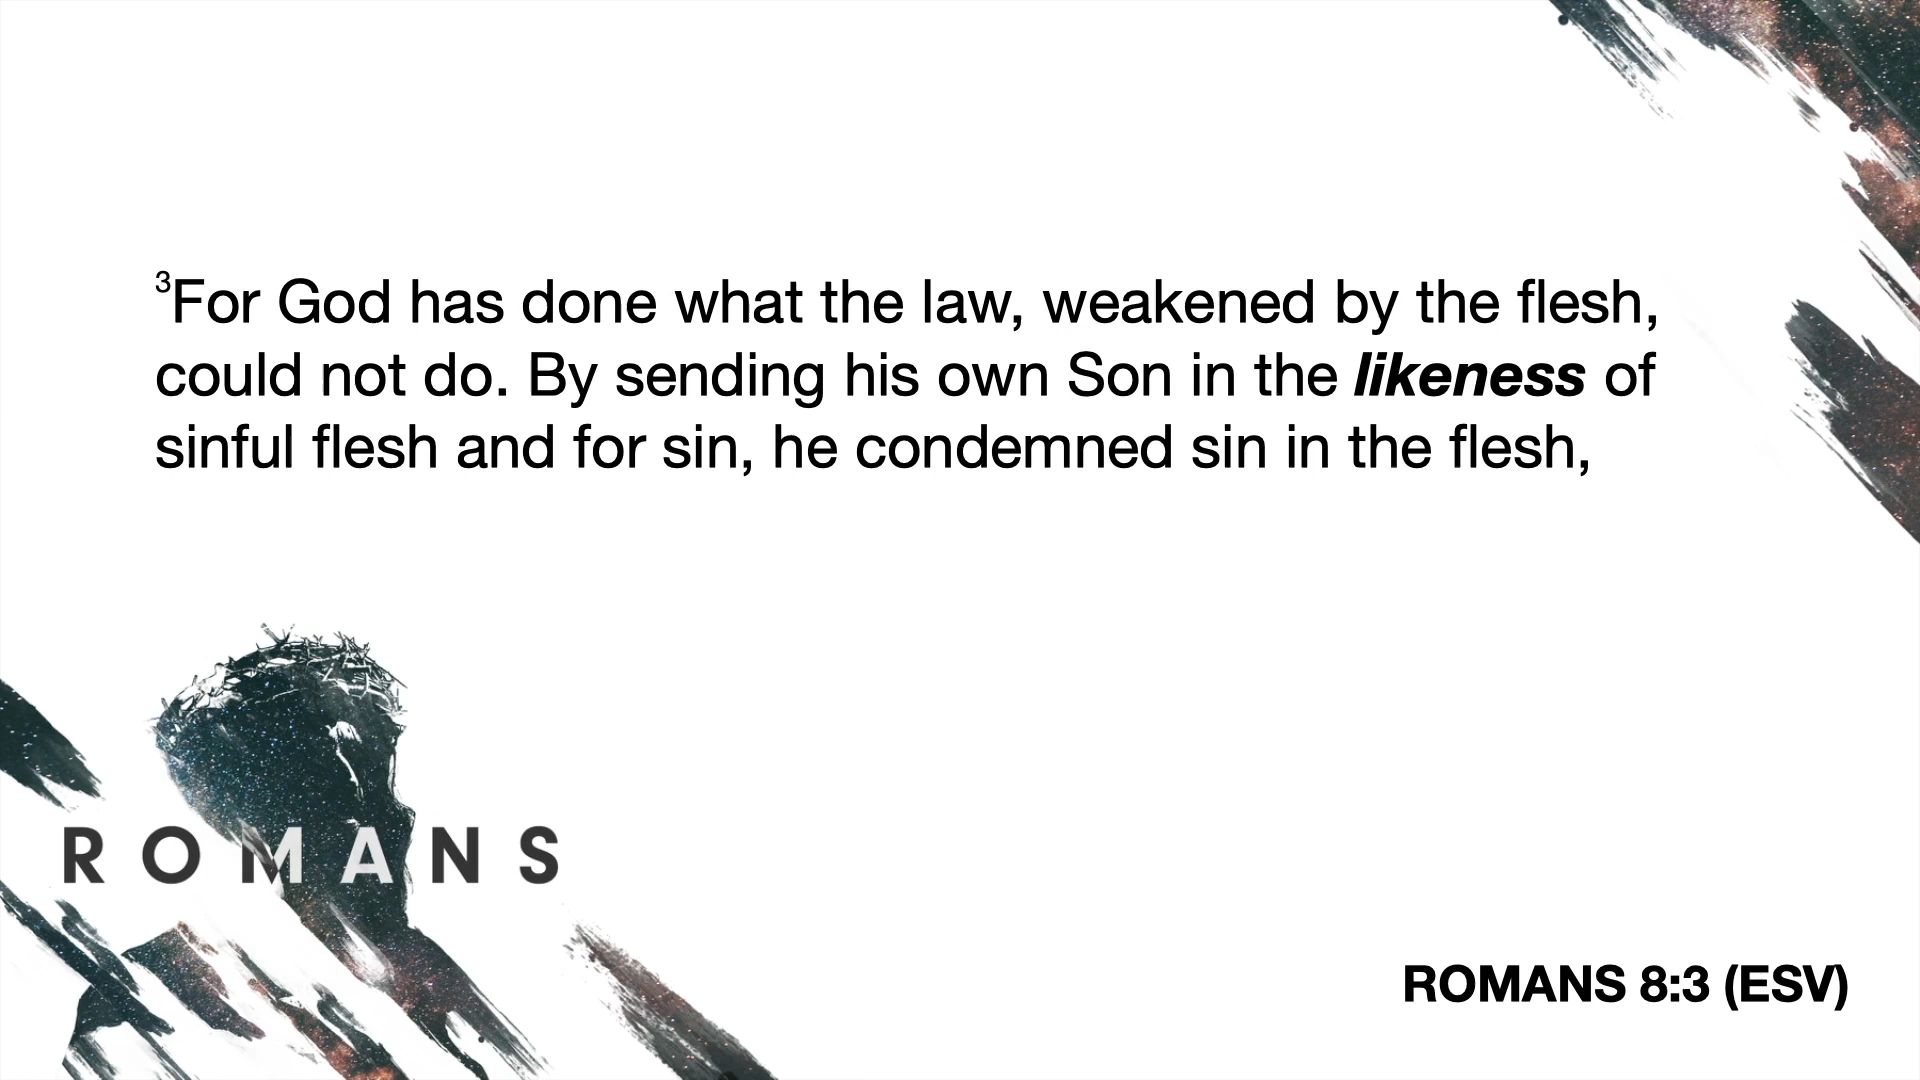 ³For God has done what the law, weakened by the flesh,
could not do. By sending his own Son in the likeness of
sinful flesh and for sin, he condemned sin in the flesh,
ROMANS
ROMANS 8:3 (ESV)